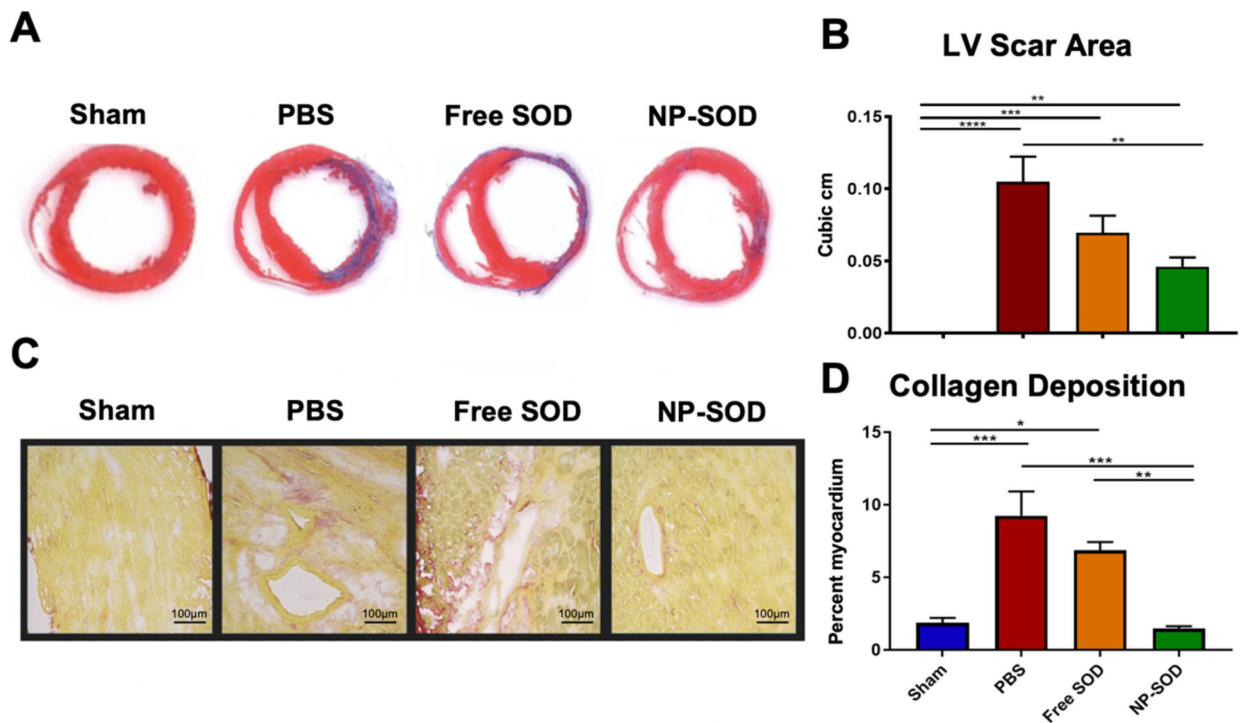 A
Sham PBS Free SOD NP-SOD
B
LV Scar Area
**
***
****
**
0.15
0.10
0.05
0.00
Cubic cm
C
Sham PBS Free SOD NP-SOD
100μm 100μm 100μm 100μm
D
Collagen Deposition
*
***
***
**
15
10
5
0
Percent myocardium
Sham PBS Free SOD NP-SOD